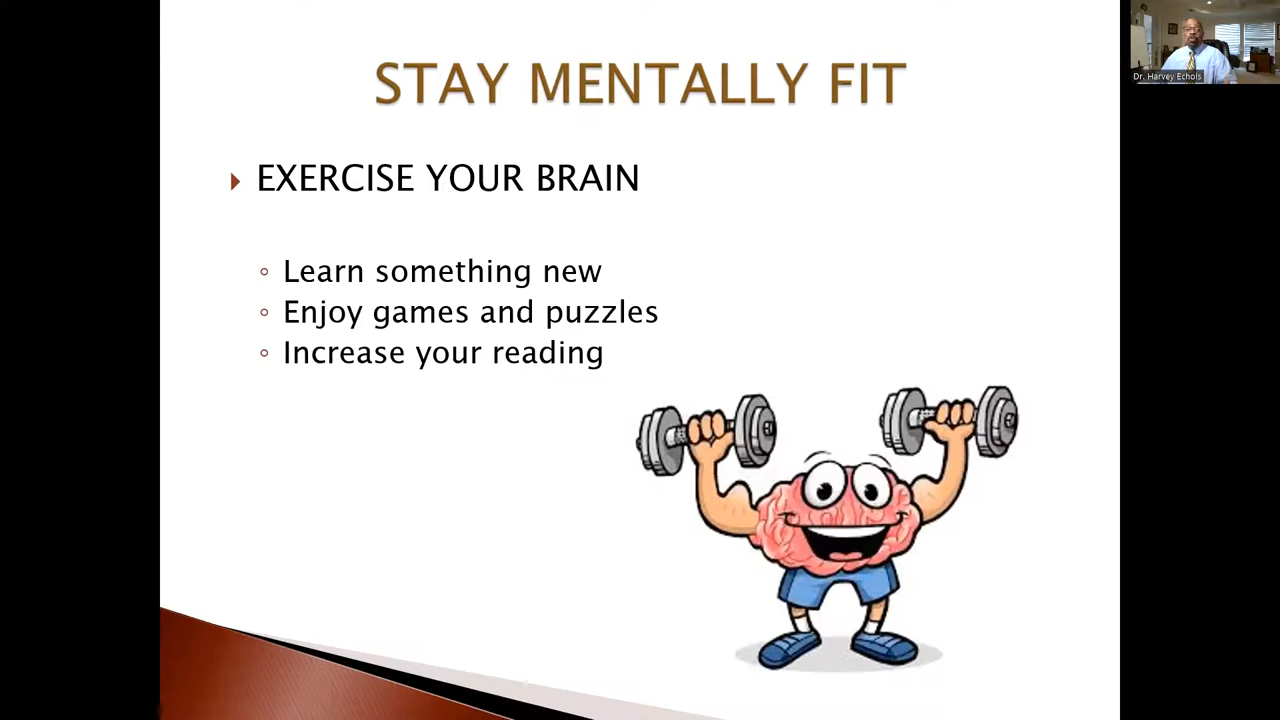 STAY MENTALLY FIT
EXERCISE YOUR BRAIN
Learn something new
Enjoy games and puzzles
Increase your reading
Dr. Harvey Echols